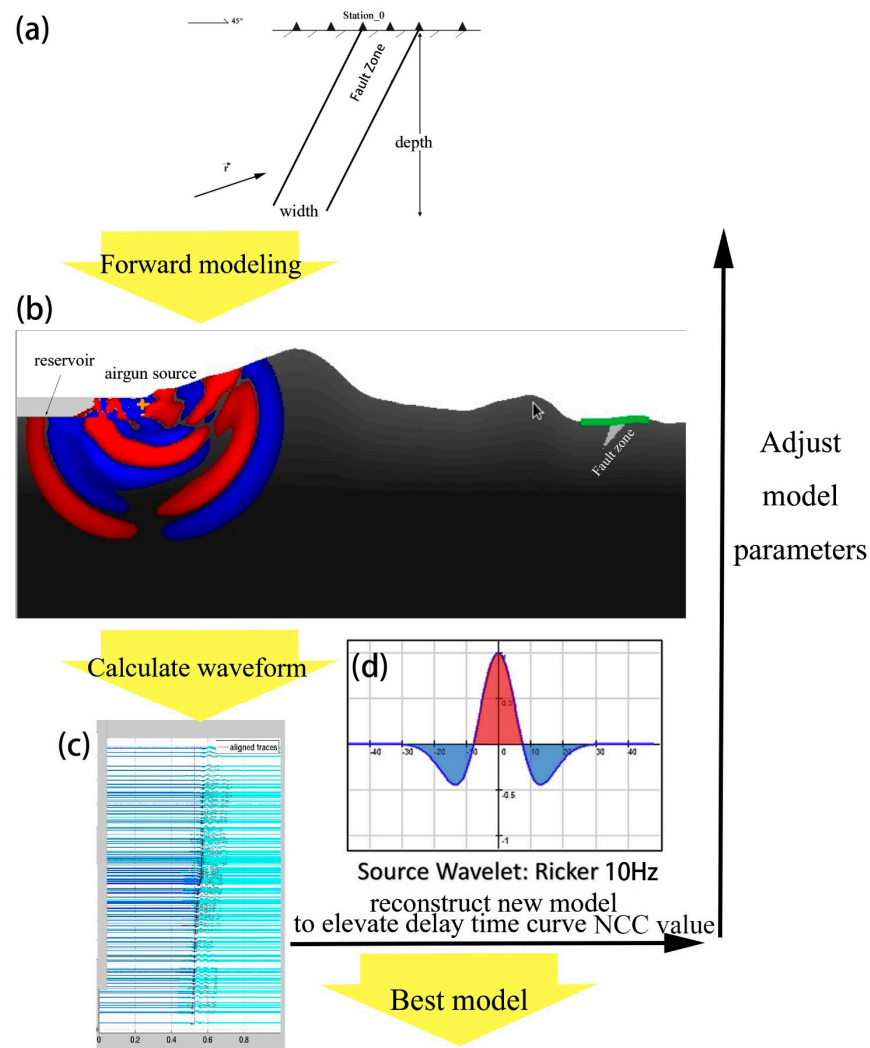 (a)
45°
Station_0
Fault Zone
depth
r
width
Forward modeling
(b)
reservoir
airgun source
Fault zone
Adjust
model
parameters
Calculate waveform
(c)
aligned traces
0 0.2 0.4 0.6 0.8
(d)
1
0.5
-40 -30 -20 -10 0 10 20 30 40
-0.5
-1
Source Wavelet: Ricker 10Hz
reconstruct new model
to elevate delay time curve NCC value
Best model